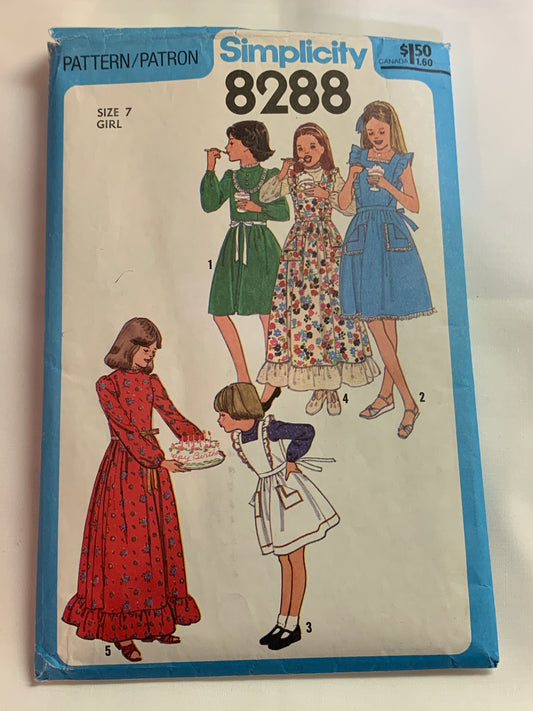 PATTERN/PATRON
Simplicity
$1.50
CANADA 1.60
8288
SIZE 7
GIRL
1
4
2
5
3